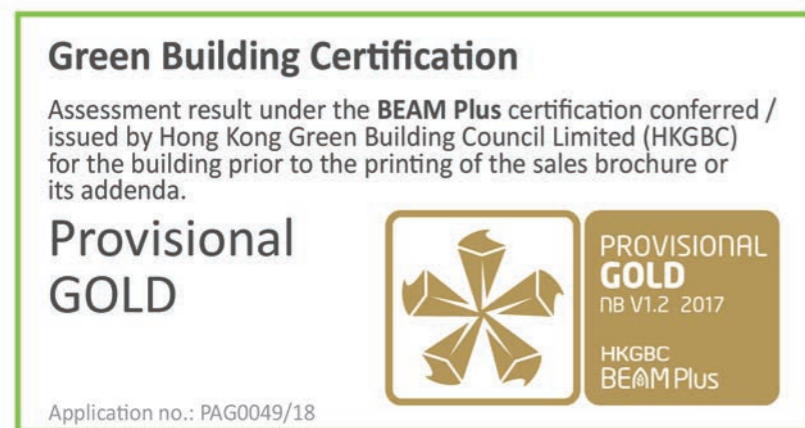 Green Building Certification
Assessment result under the BEAM Plus certification conferred /
issued by Hong Kong Green Building Council Limited (HKGBC)
for the building prior to the printing of the sales brochure or
its addenda.
Provisional
GOLD
PROVISIONAL
GOLD
NB V1.2 2017
HKGBC
BEAM Plus
Application no.: PAG0049/18